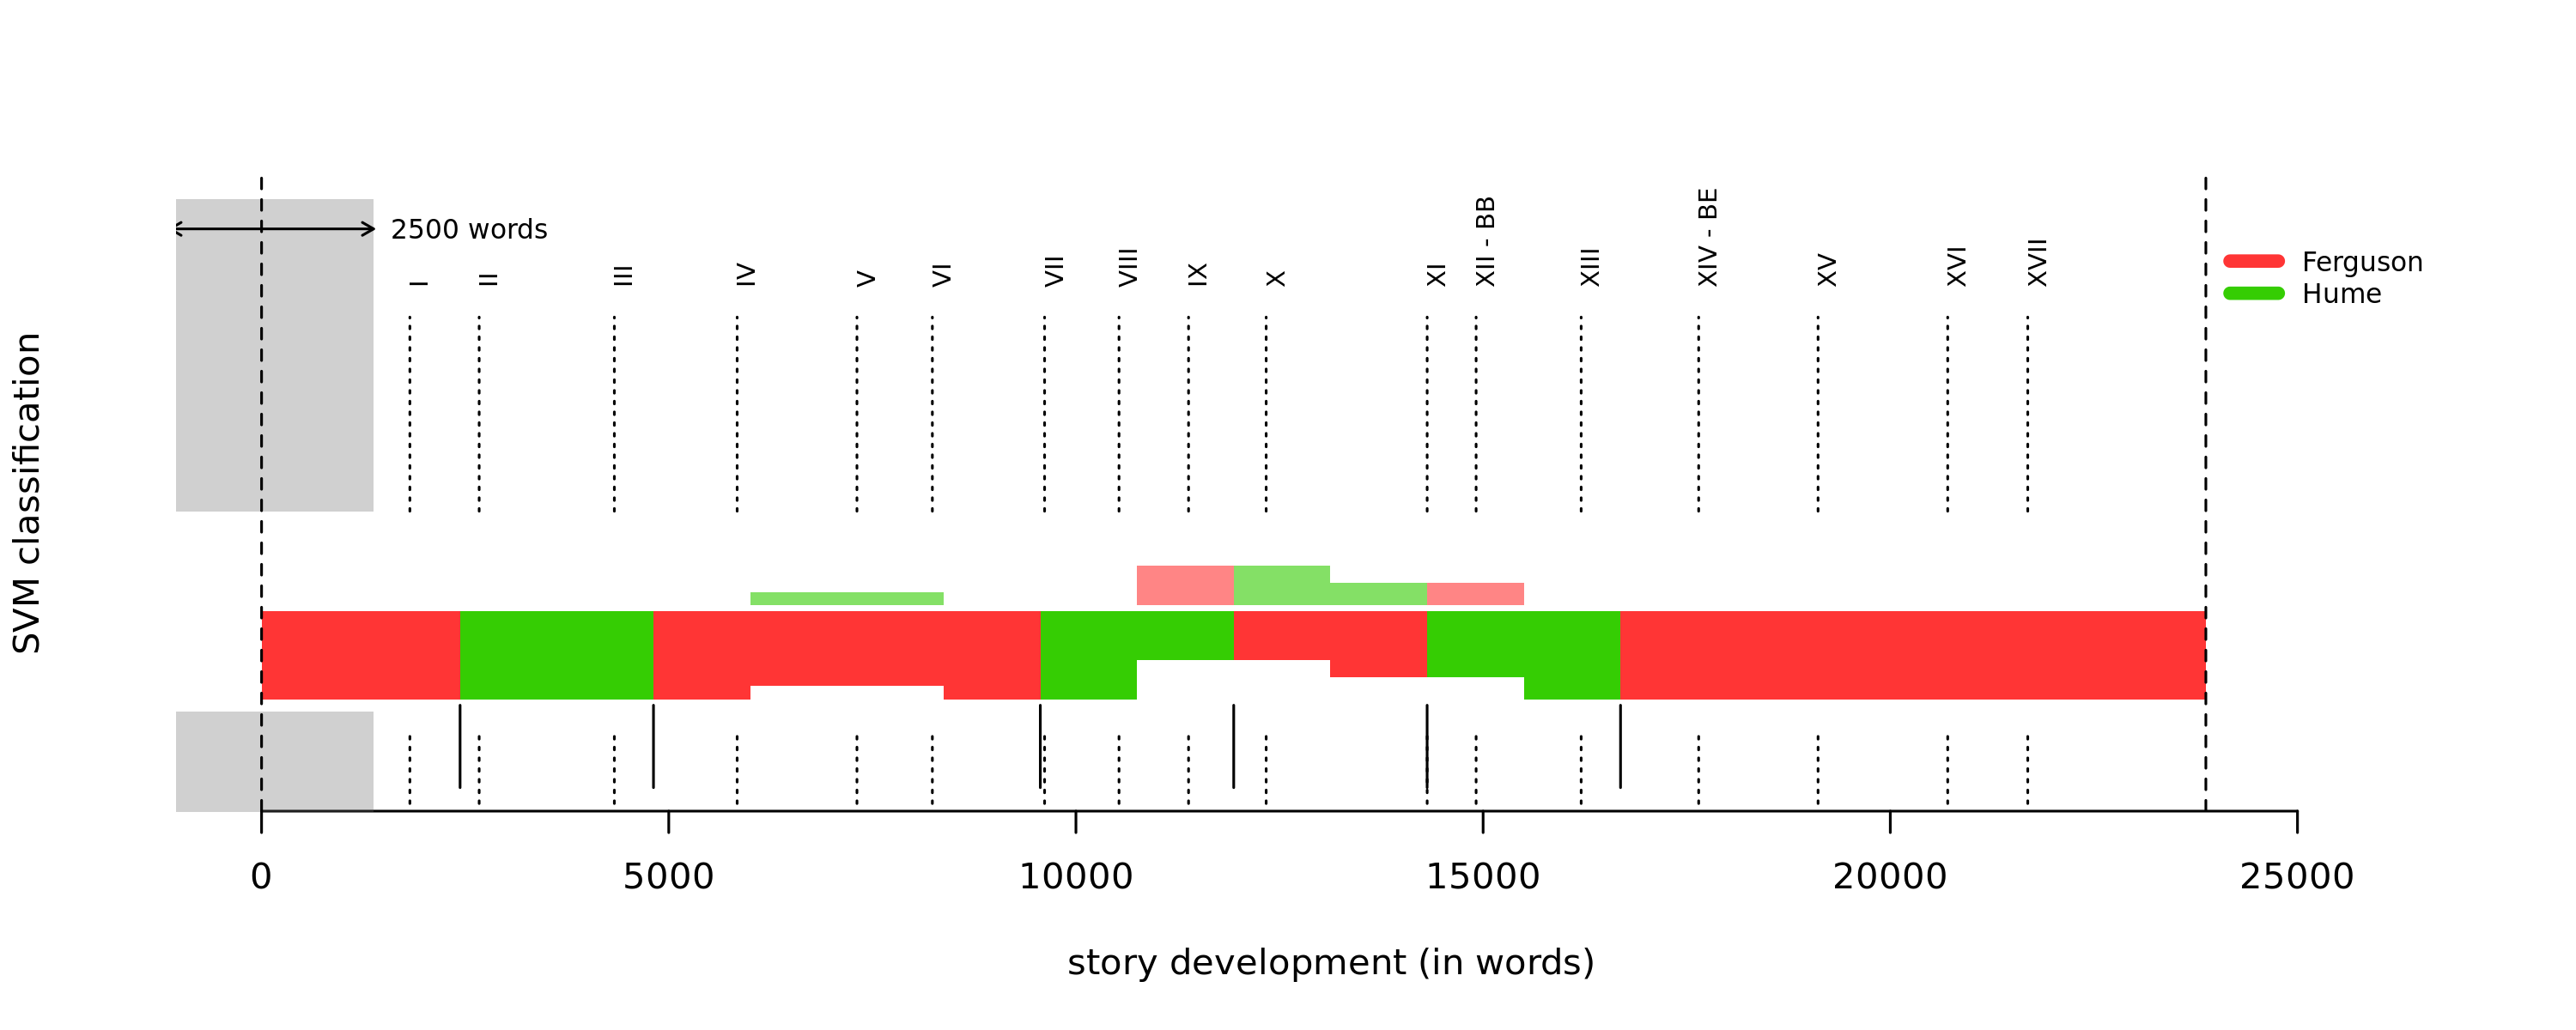 2500 words
I
II
III
IV
V
VI
VII
VIII
IX
X
XI
XII - BB
XIII
XIV - BE
XV
XVI
XVII
Ferguson
Hume
SVM classification
0
5000
10000
15000
20000
25000
story development (in words)